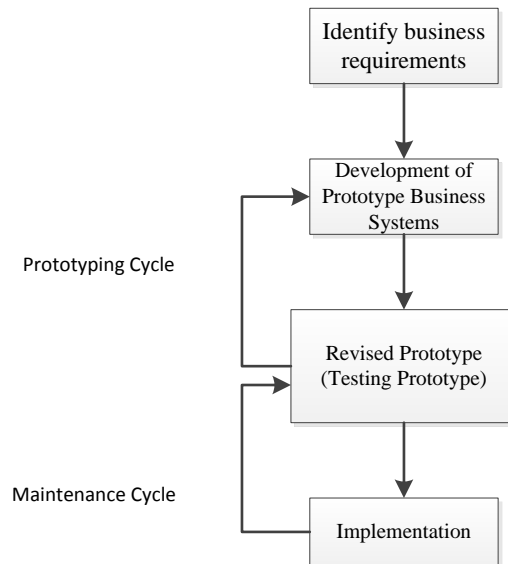 Identify business
requirements
Development of
Prototype Business
Systems
Prototyping Cycle
Revised Prototype
(Testing Prototype)
Maintenance Cycle
Implementation